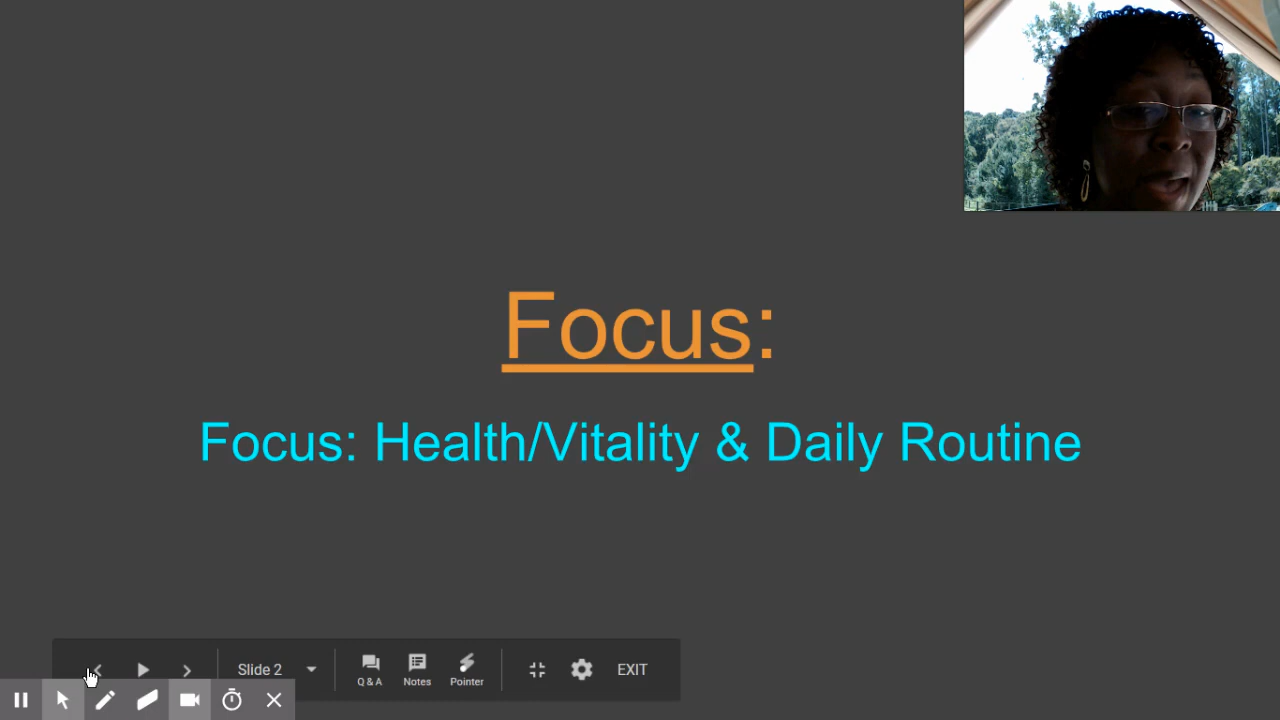 Focus:
Focus: Health/Vitality & Daily Routine
Slide 2
Q & A
Notes
Pointer
EXIT